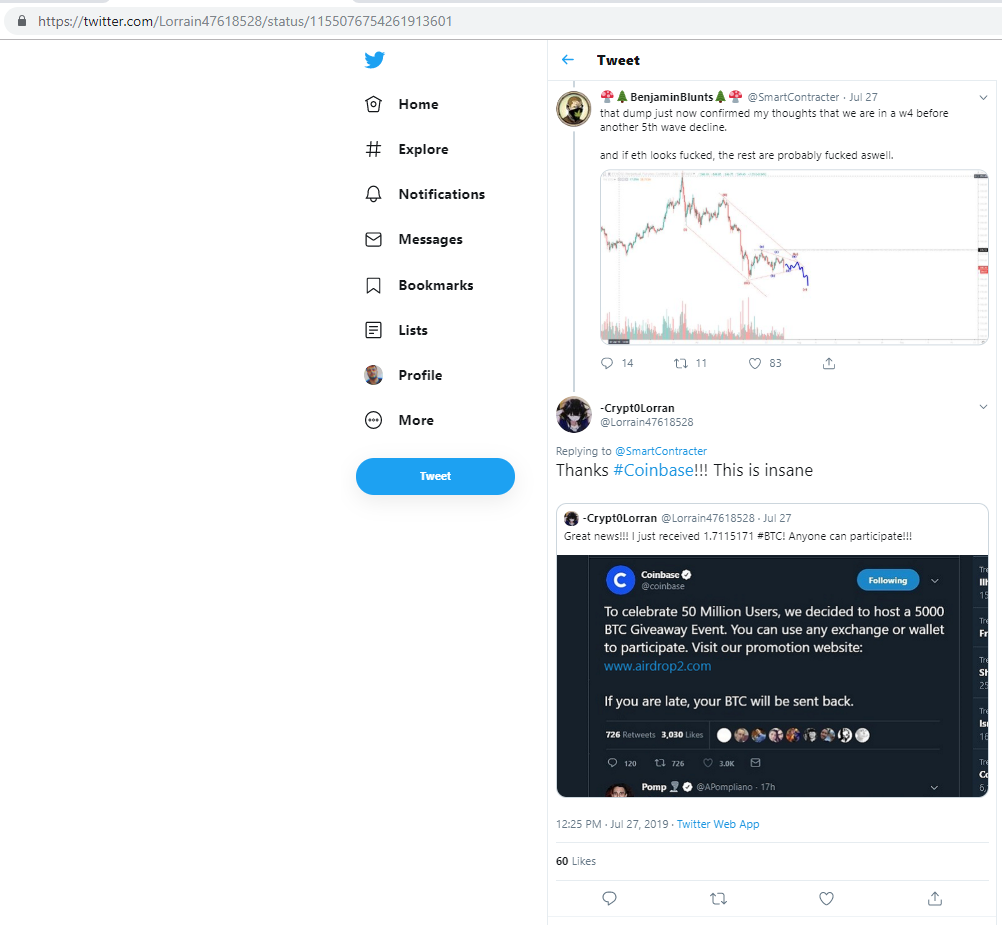 https://twitter.com/Lorrain47618528/status/1155076754261913601
Home
Explore
Notifications
Messages
Bookmarks
Lists
Profile
More
Tweet
Tweet
🍄🌲BenjaminBlunts🌲🍄 @SmartContracter · Jul 27
that dump just now confirmed my thoughts that we are in a w4 before
another 5th wave decline.
and if eth looks fucked, the rest are probably fucked aswell.
14 11 83
-Crypt0Lorran
@Lorrain47618528
Replying to @SmartContracter
Thanks #Coinbase!!! This is insane
-Crypt0Lorran @Lorrain47618528 · Jul 27
Great news!!! I just received 1.7115171 #BTC! Anyone can participate!!!
Coinbase
@coinbase
Following
To celebrate 50 Million Users, we decided to host a 5000
BTC Giveaway Event. You can use any exchange or wallet
to participate. Visit our promotion website:
www.airdrop2.com
If you are late, your BTC will be sent back.
726 Retweets 3,030 Likes
120 726 3.0K
Pomp @APompliano · 17h
12:25 PM · Jul 27, 2019 · Twitter Web App
60 Likes